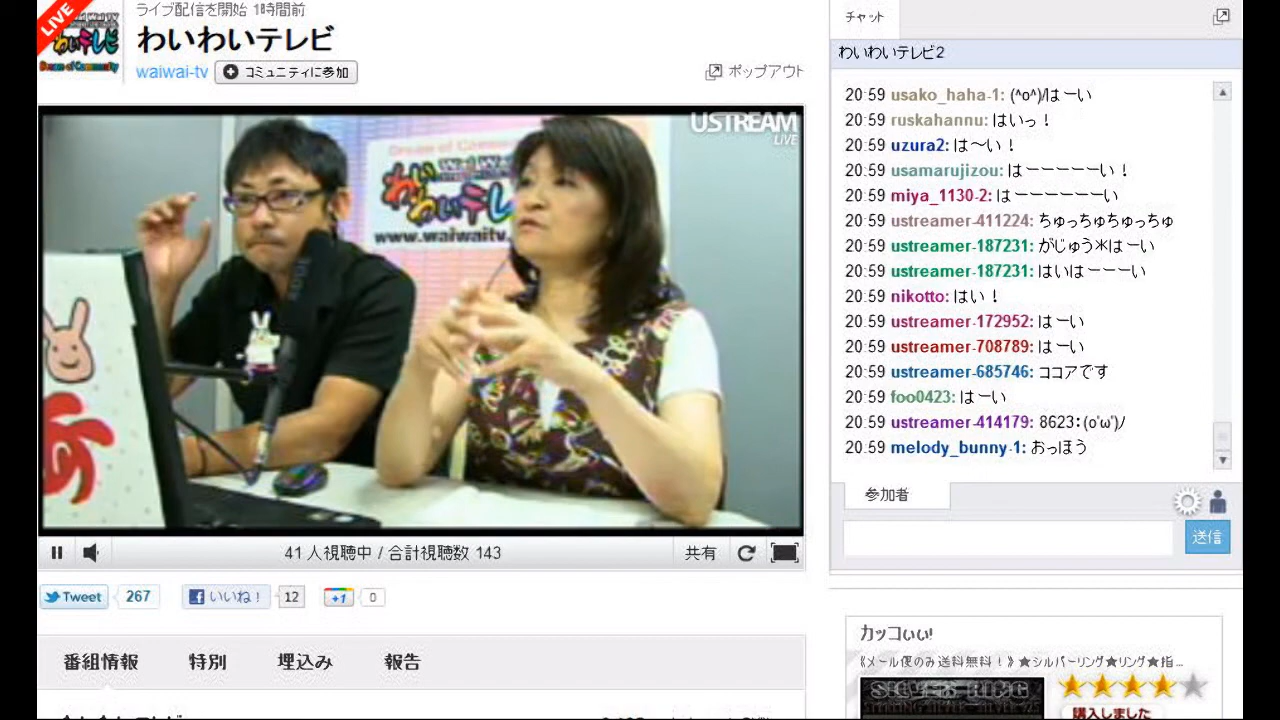 LIVE
ライブ配信を開始 1時間前
わいわいテレビ
waiwai-tv
コミュニティに参加
ポップアウト
USTREAM
LIVE
Dream of Community
わいわいテレ
www.waiwaitv.
41 人視聴中 / 合計視聴数 143
共有
Tweet
267
いいね！
12
+1
0
番組情報
特別
埋込み
報告
チャット
わいわいテレビ2
20:59 usako_haha-1: (^o^)/はーい
20:59 ruskahannu: はいっ！
20:59 uzura2: は～い！
20:59 usamarujizou: はーーーーーい！
20:59 miya_1130-2: はーーーーーーい
20:59 ustreamer-411224: ちゅっちゅちゅっちゅ
20:59 ustreamer-187231: がじゅう＊はーい
20:59 ustreamer-187231: はいはーーーい
20:59 nikotto: はい！
20:59 ustreamer-172952: はーい
20:59 ustreamer-708789: はーい
20:59 ustreamer-685746: ココアです
20:59 foo0423: はーい
20:59 ustreamer-414179: 8623：(o'ω')ノ
20:59 melody_bunny-1: おっほう
参加者
送信
カッコいい!
《メール便のみ送料無料！》★シルバーリング★リング★指...
SILVER RING
購入しました